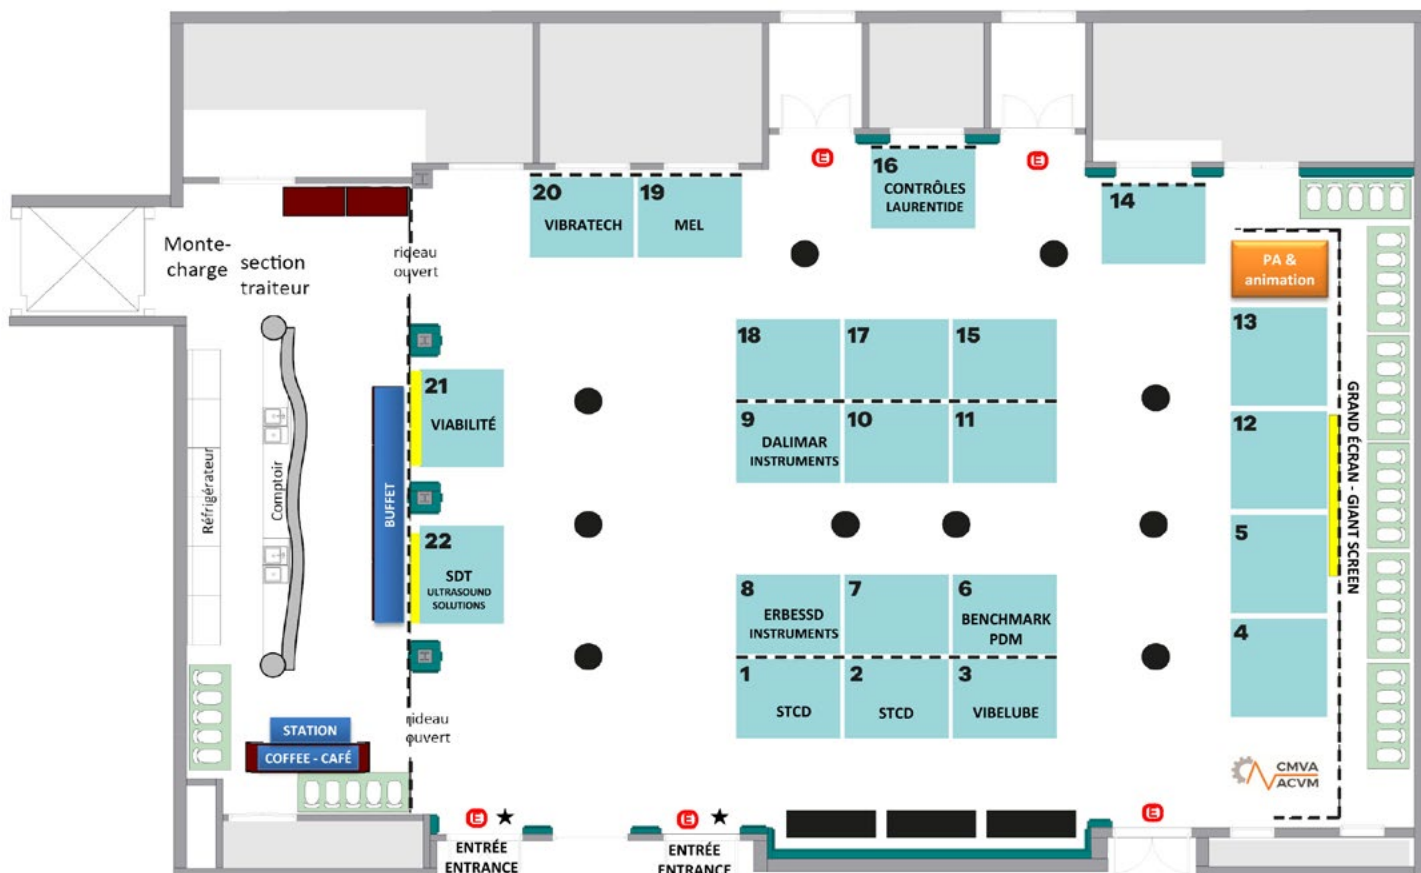 E
E
16
CONTRÔLES
LAURENTIDE
20
VIBRATECH
19
MEL
14
Monte-
charge
section
traiteur
rideau
ouvert
PA &
animation
13
18
17
15
21
VIABILITÉ
9
DALIMAR
INSTRUMENTS
10
11
12
GRAND ÉCRAN - GIANT SCREEN
Réfrigérateur
Comptoir
BUFFET
22
SDT
ULTRASOUND
SOLUTIONS
5
8
ERBESSD
INSTRUMENTS
7
6
BENCHMARK
PDM
4
1
STCD
2
STCD
3
VIBELUBE
rideau
ouvert
STATION
COFFEE - CAFÉ
CMVA
ACVM
E
E
E
ENTRÉE
ENTRANCE
ENTRÉE
ENTRANCE